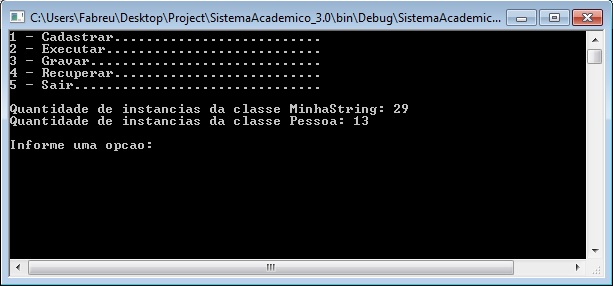 C:\Users\Fabreu\Desktop\Project\SistemaAcademico_3.0\bin\Debug\SistemaAcademic...
1 - Cadastrar..........................
2 - Executar...........................
3 - Gravar.............................
4 - Recuperar..........................
5 - Sair...............................
Quantidade de instancias da classe MinhaString: 29
Quantidade de instancias da classe Pessoa: 13
Informe uma opcao: